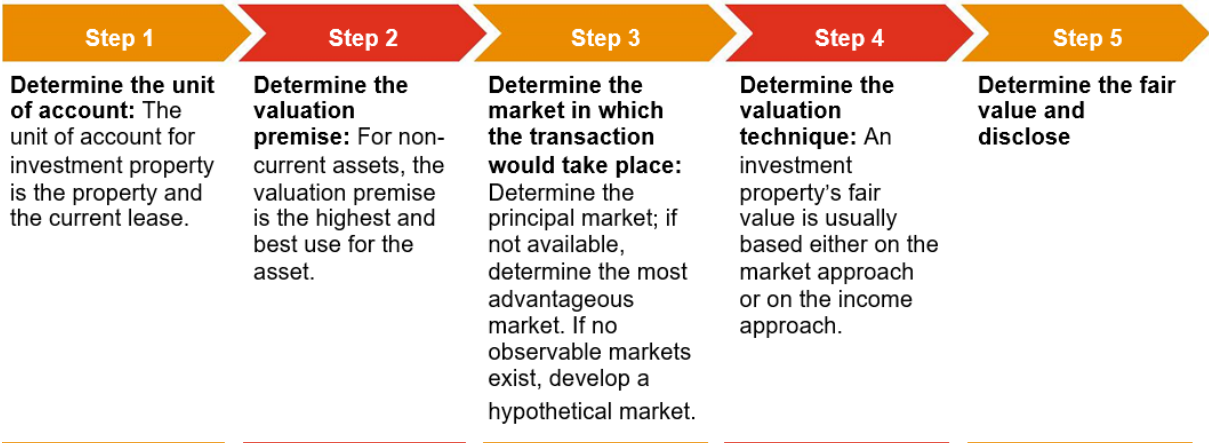 Step 1
Step 2
Step 3
Step 4
Step 5
Determine the unit
of account: The
unit of account for
investment property
is the property and
the current lease.
Determine the
valuation
premise: For non-
current assets, the
valuation premise
is the highest and
best use for the
asset.
Determine the
market in which
the transaction
would take place:
Determine the
principal market; if
not available,
determine the most
advantageous
market. If no
observable markets
exist, develop a
hypothetical market.
Determine the
valuation
technique: An
investment
property's fair
value is usually
based either on the
market approach
or on the income
approach.
Determine the fair
value and
disclose